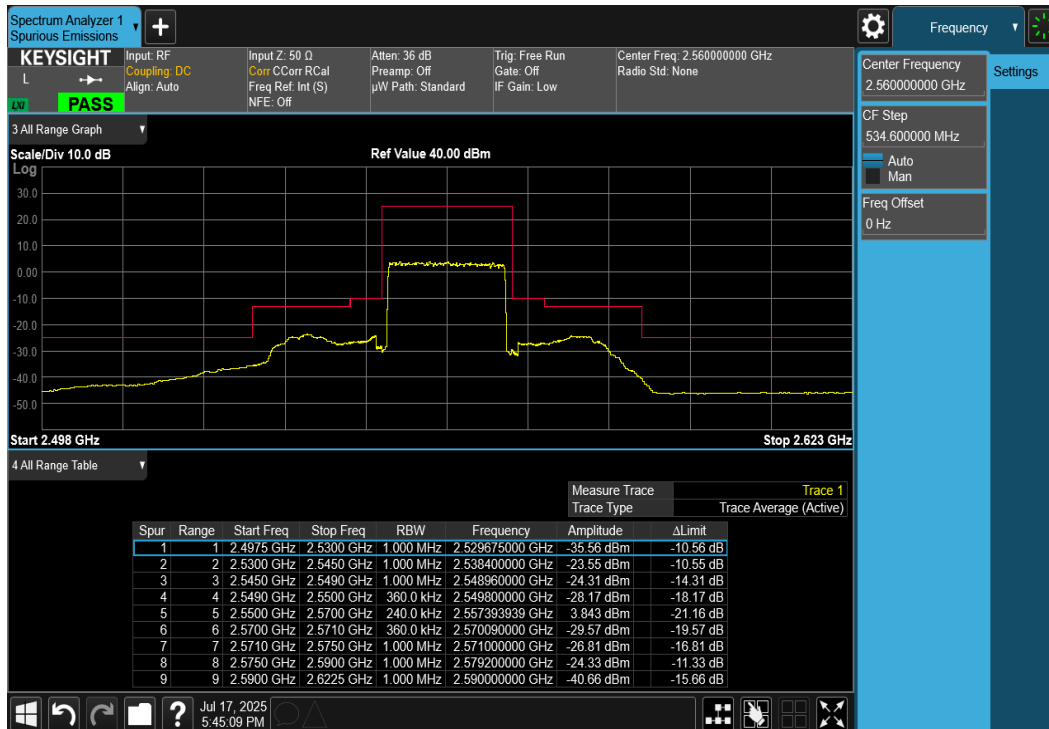 Spectrum Analyzer 1
Spurious Emissions
Frequency
KEYSIGHT
L
LXI
PASS
Input: RF
Coupling: DC
Align: Auto
Input Z: 50 Ω
Corr CCorr RCal
Freq Ref: Int (S)
NFE: Off
Atten: 36 dB
Preamp: Off
µW Path: Standard
Trig: Free Run
Gate: Off
IF Gain: Low
Center Freq: 2.560000000 GHz
Radio Std: None
Center Frequency
2.560000000 GHz
Settings
CF Step
534.600000 MHz
Auto
Man
Freq Offset
0 Hz
3 All Range Graph
Scale/Div 10.0 dB
Ref Value 40.00 dBm
Log
30.0
20.0
10.0
0.00
-10.0
-20.0
-30.0
-40.0
-50.0
Start 2.498 GHz
Stop 2.623 GHz
4 All Range Table
Measure Trace Trace 1
Trace Type Trace Average (Active)
Spur Range Start Freq Stop Freq RBW Frequency Amplitude ΔLimit
1 1 2.4975 GHz 2.5300 GHz 1.000 MHz 2.529675000 GHz -35.56 dBm -10.56 dB
2 2 2.5300 GHz 2.5450 GHz 1.000 MHz 2.538400000 GHz -23.55 dBm -10.55 dB
3 3 2.5450 GHz 2.5490 GHz 1.000 MHz 2.548960000 GHz -24.31 dBm -14.31 dB
4 4 2.5490 GHz 2.5500 GHz 360.0 kHz 2.549800000 GHz -28.17 dBm -18.17 dB
5 5 2.5500 GHz 2.5700 GHz 240.0 kHz 2.557393939 GHz 3.843 dBm -21.16 dB
6 6 2.5700 GHz 2.5710 GHz 360.0 kHz 2.570090000 GHz -29.57 dBm -19.57 dB
7 7 2.5710 GHz 2.5750 GHz 1.000 MHz 2.571000000 GHz -26.81 dBm -16.81 dB
8 8 2.5750 GHz 2.5900 GHz 1.000 MHz 2.579200000 GHz -24.33 dBm -11.33 dB
9 9 2.5900 GHz 2.6225 GHz 1.000 MHz 2.590000000 GHz -40.66 dBm -15.66 dB
Jul 17, 2025
5:45:09 PM